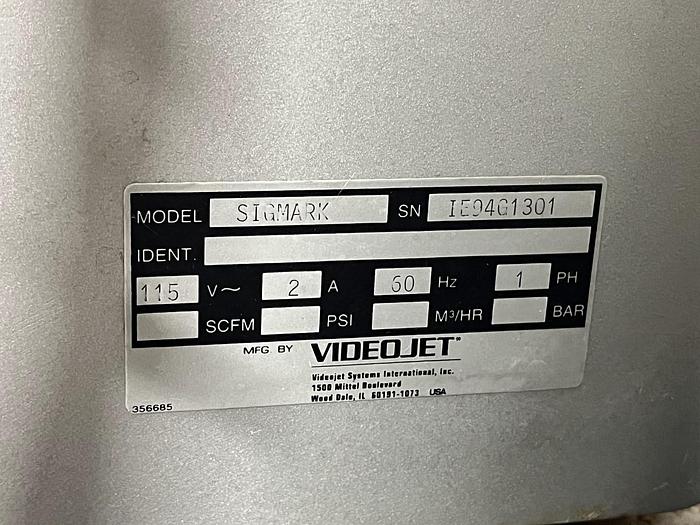 MODEL SIGMARK SN IE94G1301
IDENT.
115 V~ 2 A 60 Hz 1 PH
SCFM PSI M³/HR BAR
MFG. BY VIDEOJET®
Videojet Systems International, Inc.
1500 Mittel Boulevard
Wood Dale, IL 60191-1073 USA
356685